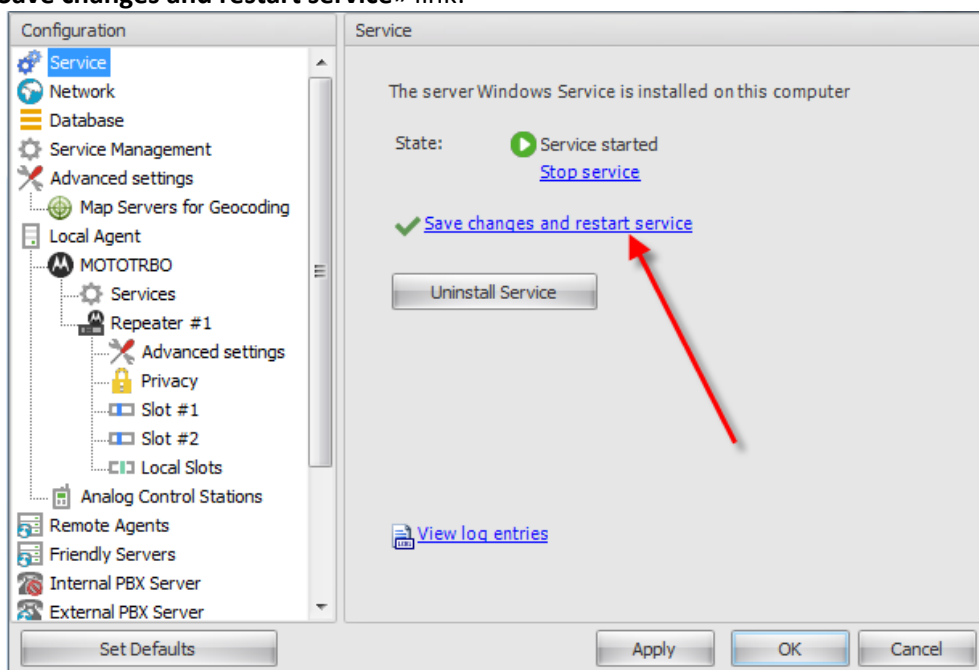 Save changes and restart service» link.
Configuration
Service
Network
Database
Service Management
Advanced settings
Map Servers for Geocoding
Local Agent
MOTOTRBO
Services
Repeater #1
Advanced settings
Privacy
Slot #1
Slot #2
Local Slots
Analog Control Stations
Remote Agents
Friendly Servers
Internal PBX Server
External PBX Server
Service
The server Windows Service is installed on this computer
State:
Service started
Stop service
Save changes and restart service
Uninstall Service
View log entries
Set Defaults
Apply
OK
Cancel